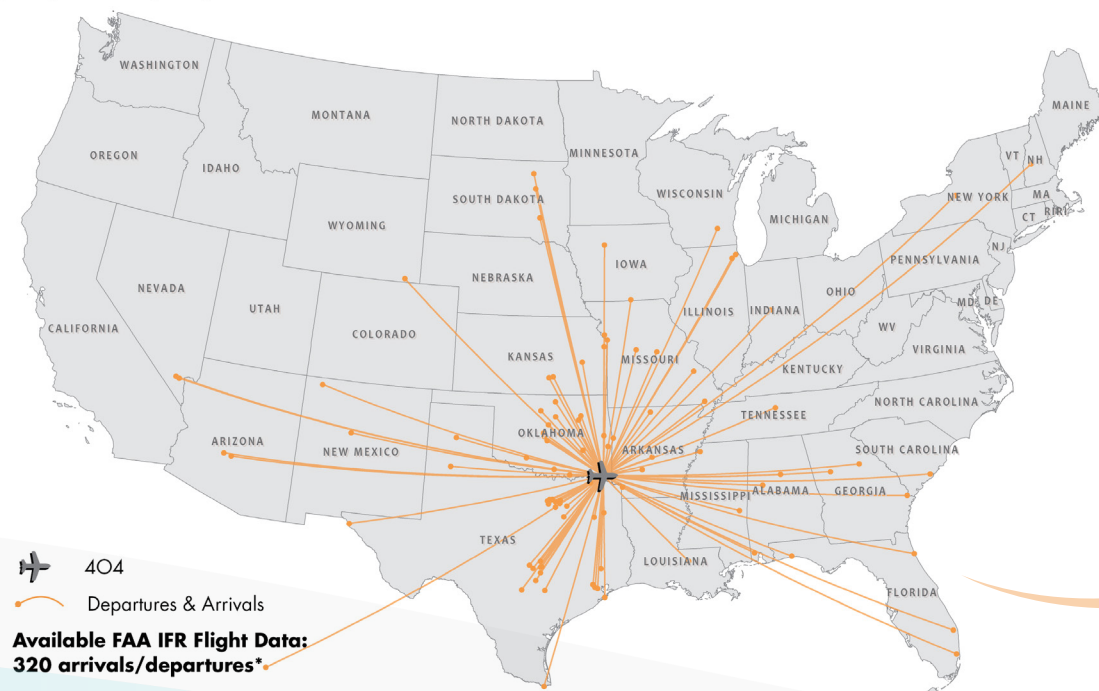 WASHINGTON
MAINE
MONTANA
NORTH DAKOTA
OREGON
MINNESOTA
VT
NH
IDAHO
WISCONSIN
SOUTH DAKOTA
NEW YORK
MA
MICHIGAN
CT
RIRI
WYOMING
NJ
PENNSYLVANIA
IOWA
NEBRASKA
NEVADA
OHIO
MD
DE
UTAH
ILLINOIS
INDIANA
CALIFORNIA
COLORADO
WV
VIRGINIA
KANSAS
MISSOURI
KENTUCKY
NORTH CAROLINA
TENNESSEE
OKLAHOMA
ARIZONA
NEW MEXICO
ARKANSAS
SOUTH CAROLINA
MISSISSIPPI
ALABAMA
GEORGIA
TEXAS
LOUISIANA
FLORIDA
404
Departures & Arrivals
Available FAA IFR Flight Data:
320 arrivals/departures*